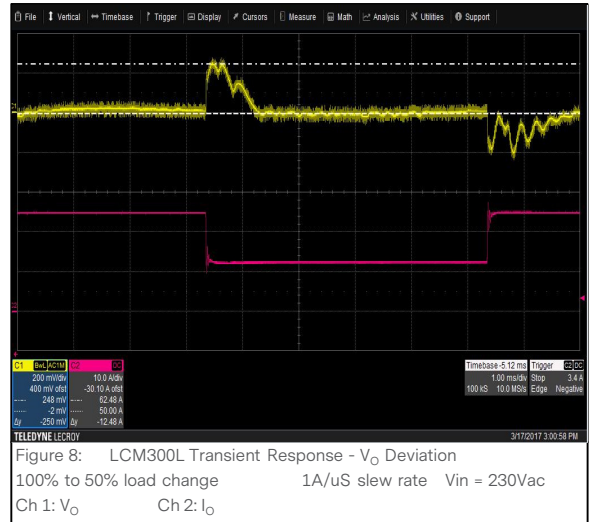 File Vertical Timebase Trigger Display Cursors Measure Math Analysis Utilities Support
C1 BwL AC1M C2 DC
200 mV/div 10.0 A/div
400 mV ofst -30.10 A ofst
248 mV 62.48 A
-2 mV 50.00 A
Δy -250 mV Δy -12.48 A
Timebase -5.12 ms Trigger C2 DC
1.00 ms/div Stop 3.4 A
100 kS 10.0 MS/s Edge Negative
TELEDYNE LECROY 3/17/2017 3:00:58 PM
Figure 8: LCM300L Transient Response - VO Deviation
100% to 50% load change 1A/uS slew rate Vin = 230Vac
Ch 1: VO Ch 2: IO